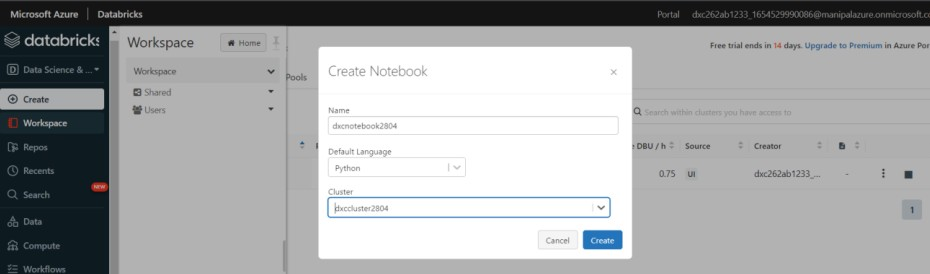 Microsoft Azure | Databricks
Portal dxc262ab1233_1654529990086@manipalazure.onmicrosoft.c
databricks
Workspace
Home
Free trial ends in 14 days. Upgrade to Premium in Azure Por
Data Science & ...
Workspace
Pools
Create
Shared
Users
Workspace
Repos
Recents
Search
NEW
Data
Compute
Workflows
Create Notebook
Name
dxcnotebook2804
Default Language
Python
Cluster
dxccluster2804
Cancel
Create
Search within clusters you have access to
DBU / h Source Creator
0.75 UI dxc262ab1233_... -
1